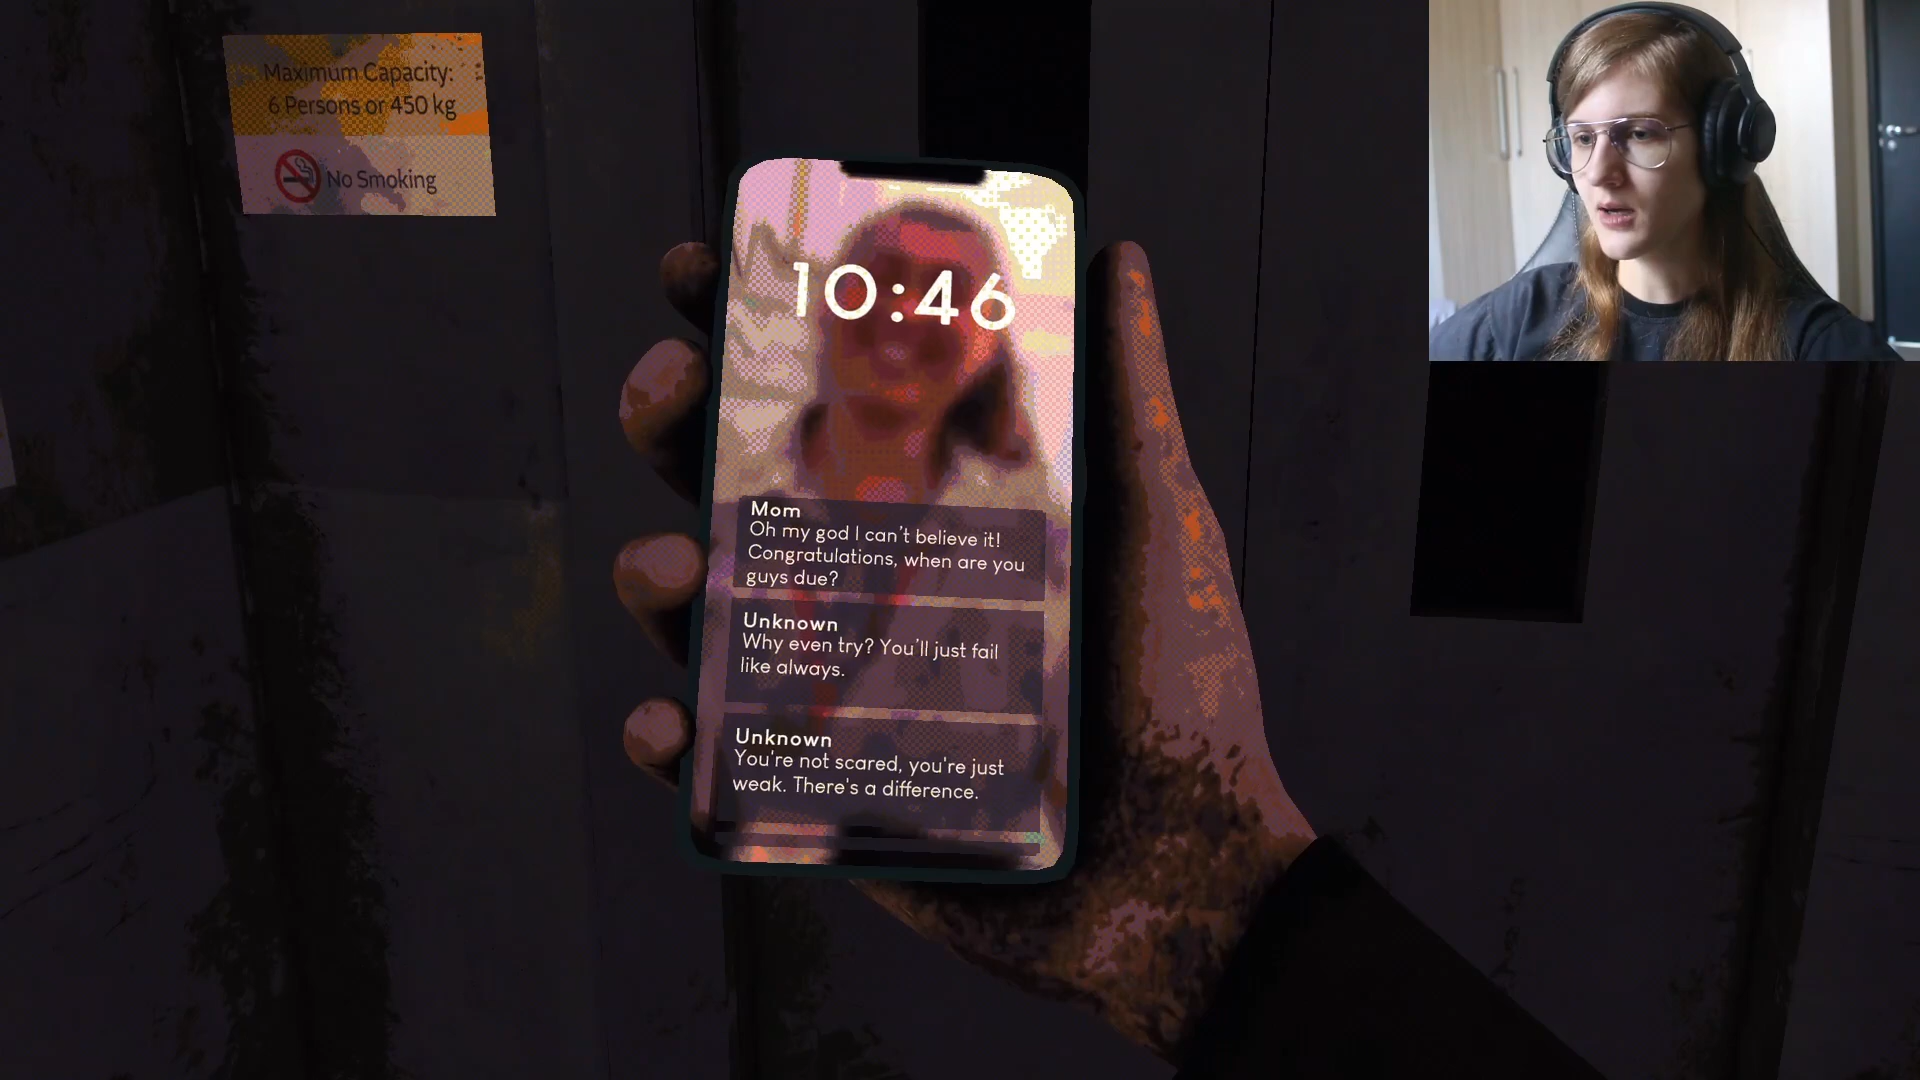 Maximum Capacity:
6 Persons or 450 kg
No Smoking
10:46
Mom
Oh my god I can't believe it!
Congratulations, when are you
guys due?
Unknown
Why even try? You'll just fail
like always.
Unknown
You're not scared, you're just
weak. There's a difference.